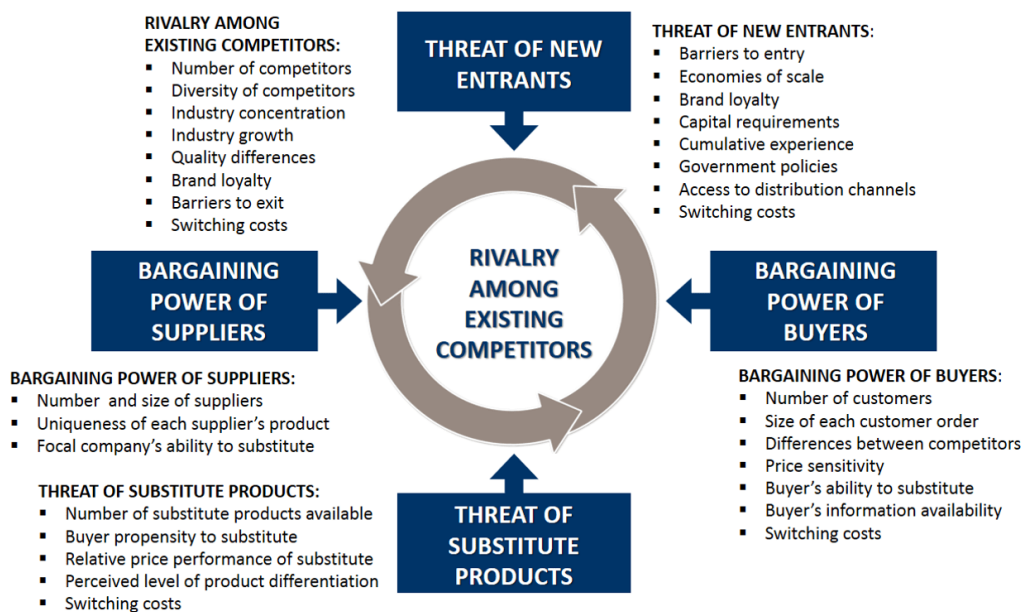 RIVALRY AMONG
EXISTING COMPETITORS:
▪ Number of competitors
▪ Diversity of competitors
▪ Industry concentration
▪ Industry growth
▪ Quality differences
▪ Brand loyalty
▪ Barriers to exit
▪ Switching costs
THREAT OF NEW
ENTRANTS
THREAT OF NEW ENTRANTS:
▪ Barriers to entry
▪ Economies of scale
▪ Brand loyalty
▪ Capital requirements
▪ Cumulative experience
▪ Government policies
▪ Access to distribution channels
▪ Switching costs
BARGAINING
POWER OF
SUPPLIERS
RIVALRY
AMONG
EXISTING
COMPETITORS
BARGAINING
POWER OF
BUYERS
BARGAINING POWER OF SUPPLIERS:
▪ Number and size of suppliers
▪ Uniqueness of each supplier's product
▪ Focal company's ability to substitute
BARGAINING POWER OF BUYERS:
▪ Number of customers
▪ Size of each customer order
▪ Differences between competitors
▪ Price sensitivity
▪ Buyer's ability to substitute
▪ Buyer's information availability
▪ Switching costs
THREAT OF SUBSTITUTE PRODUCTS:
▪ Number of substitute products available
▪ Buyer propensity to substitute
▪ Relative price performance of substitute
▪ Perceived level of product differentiation
▪ Switching costs
THREAT OF
SUBSTITUTE
PRODUCTS